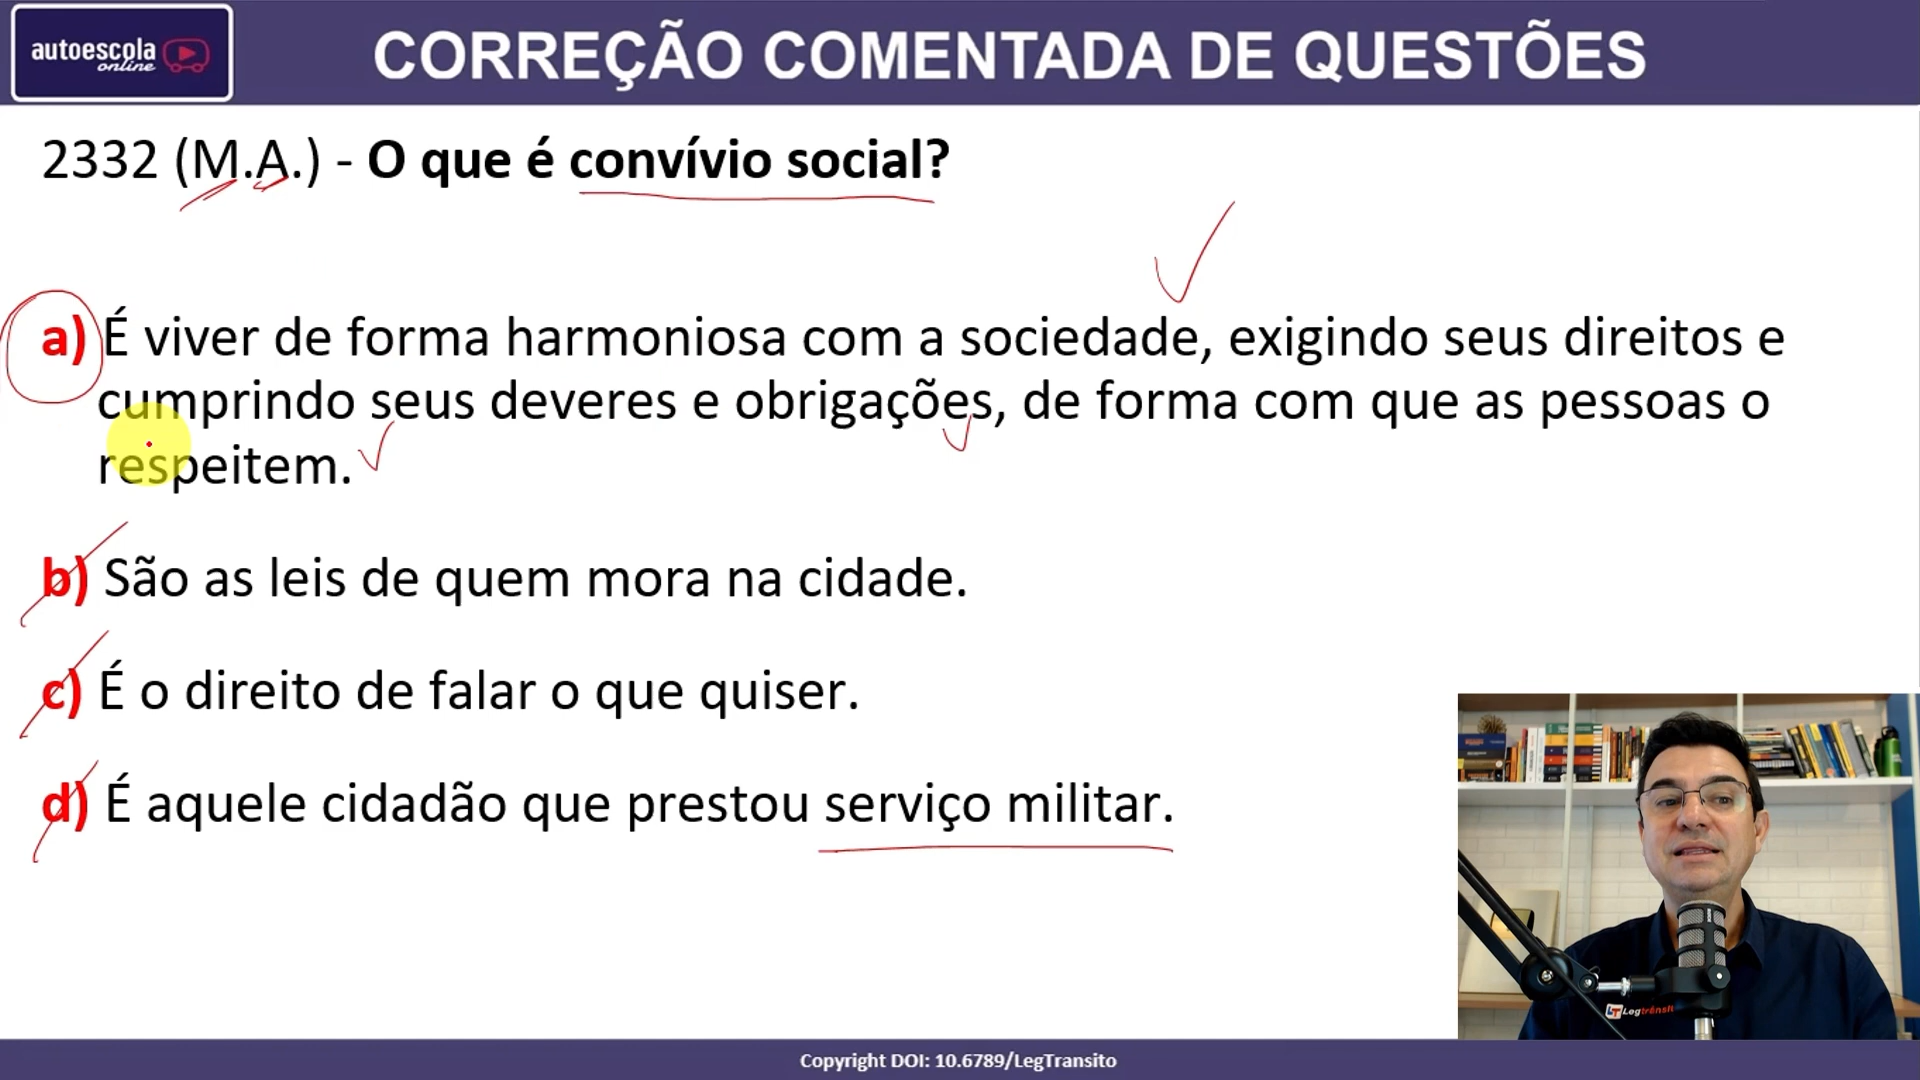 autoescola
online
CORREÇÃO COMENTADA DE QUESTÕES
2332 (M.A.) - O que é convívio social?
a) É viver de forma harmoniosa com a sociedade, exigindo seus direitos e
cumprindo seus deveres e obrigações, de forma com que as pessoas o
respeitem.
b) São as leis de quem mora na cidade.
c) É o direito de falar o que quiser.
d) É aquele cidadão que prestou serviço militar.
LT Legtrânsito
Copyright DOI: 10.6789/LegTransito